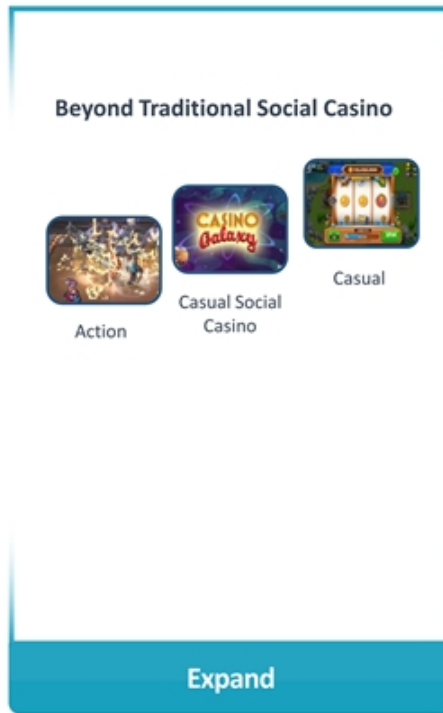 Beyond Traditional Social Casino
CASINO
Galaxy
Casual
Casual Social
Casino
Action
Expand